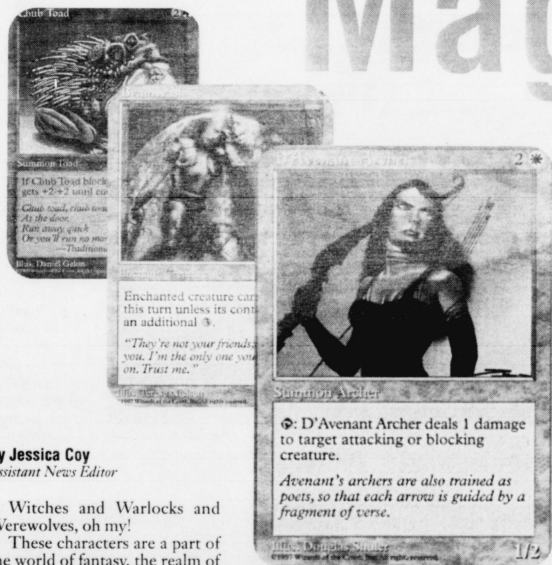 Mag
Chub Toad
Summon Toad
If Chub Toad block
gets +2/+2 until en
Chub toad, chub toad
At the door.
Run away quick
Or you'll run no mor
—Traditiona
Illus. Daniel Gelon
Enchanted creature can
this turn unless its cont
an additional 3.
"They're not your friends;
you. I'm the only one you
on. Trust me."
D'Avenant Archer
2
Summon Archer
: D'Avenant Archer deals 1 damage
to target attacking or blocking
creature.
Avenant's archers are also trained as
poets, so that each arrow is guided by a
fragment of verse.
Illus. Douglas Shuler
1/2
y Jessica Coy
ssistant News Editor
Witches and Warlocks and
Werewolves, oh my!
These characters are a part of
he world of fantasy, the realm of